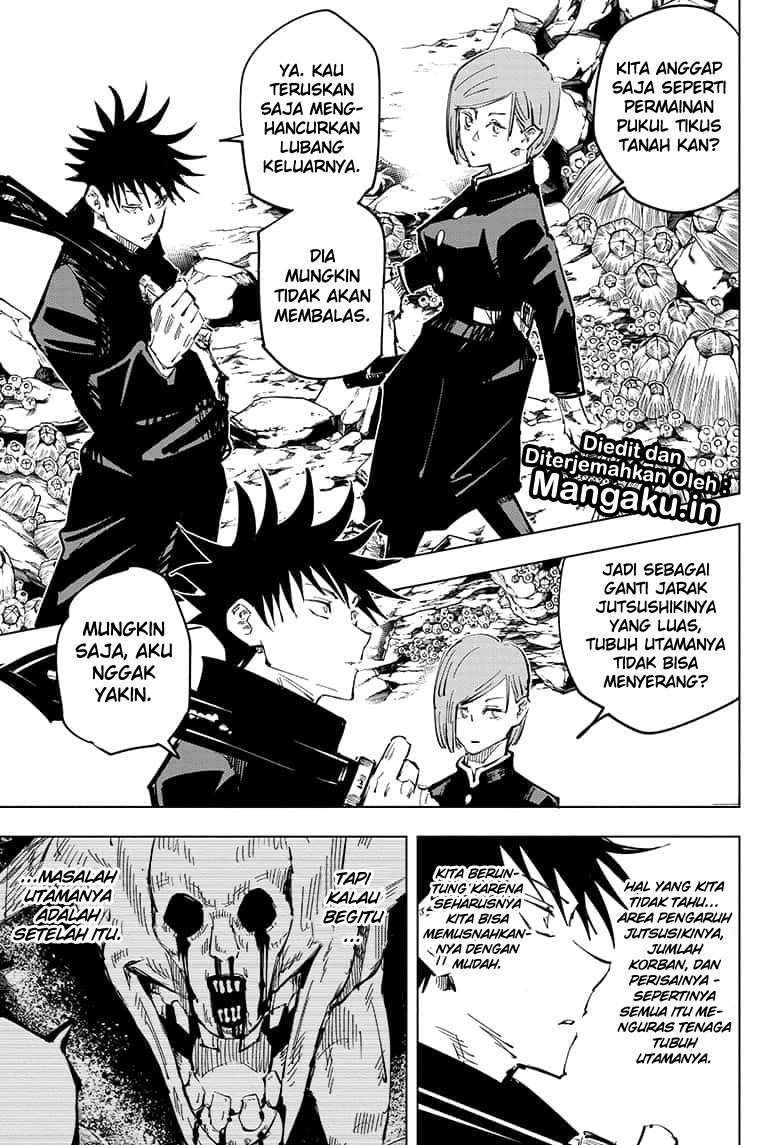 KITA ANGGAP
SAJA SEPERTI
PERMAINAN
PUKUL TIKUS
TANAH KAN?
YA. KAU
TERUSKAN
SAJA MENG-
HANCURKAN
LUBANG
KELUARNYA.
DIA
MUNGKIN
TIDAK AKAN
MEMBALAS.
Diedit dan
Diterjemahkan Oleh :
Mangaku.in
JADI SEBAGAI
GANTI JARAK
JUTSUSHIKINYA
YANG LUAS,
TUBUH UTAMANYA
TIDAK BISA
MENYERANG?
MUNGKIN
SAJA, AKU
NGGAK
YAKIN.
HAL YANG KITA
TIDAK TAHU...
AREA PENGARUH
JUTSUSIKINYA,
JUMLAH
KORBAN, DAN
PERISAINYA -
SEPERTINYA
SEMUA ITU ME-
NGURAS TENAGA
TUBUH
UTAMANYA.
KITA BERUN-
TUNG KARENA
SEHARUSNYA
KITA BISA
MEMUSNAHKAN-
NYA DENGAN
MUDAH.
TAPI
KALAU
BEGITU
...
...MASALAH
UTAMANYA
ADALAH
SETELAH ITU.